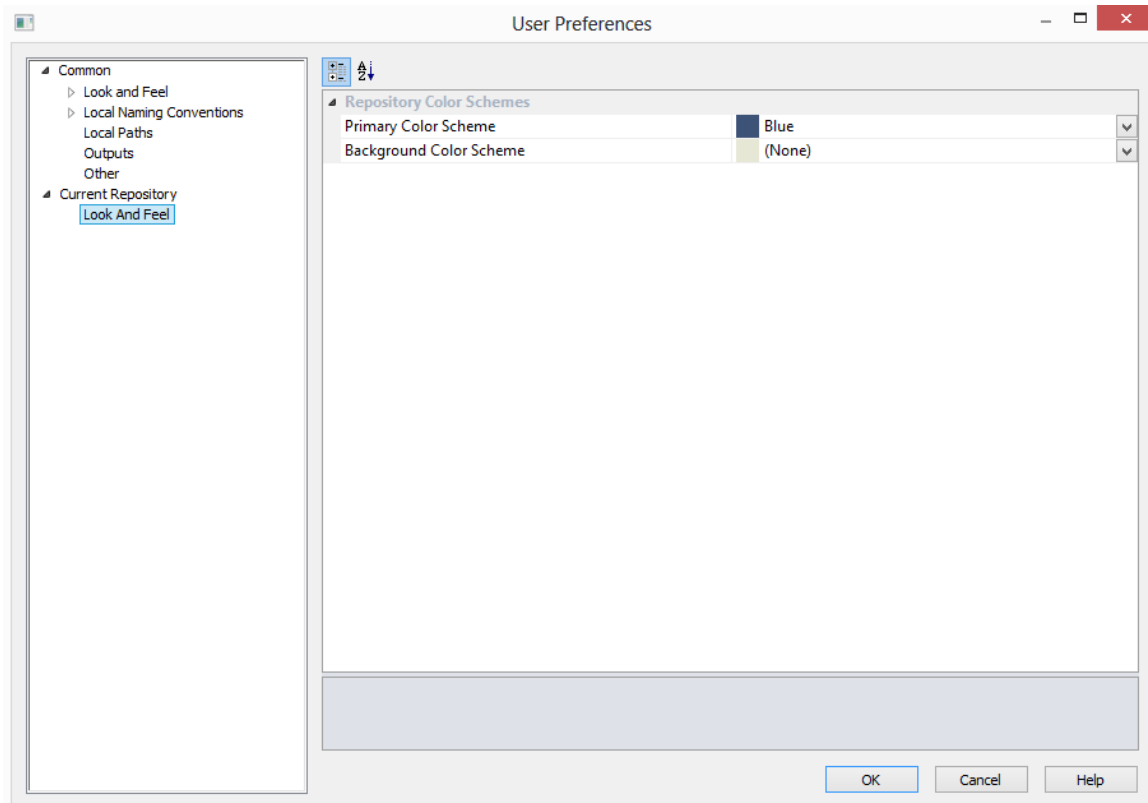 User Preferences
Common
Look and Feel
Local Naming Conventions
Local Paths
Outputs
Other
Current Repository
Look And Feel
Repository Color Schemes
Primary Color Scheme Blue
Background Color Scheme (None)
OK Cancel Help